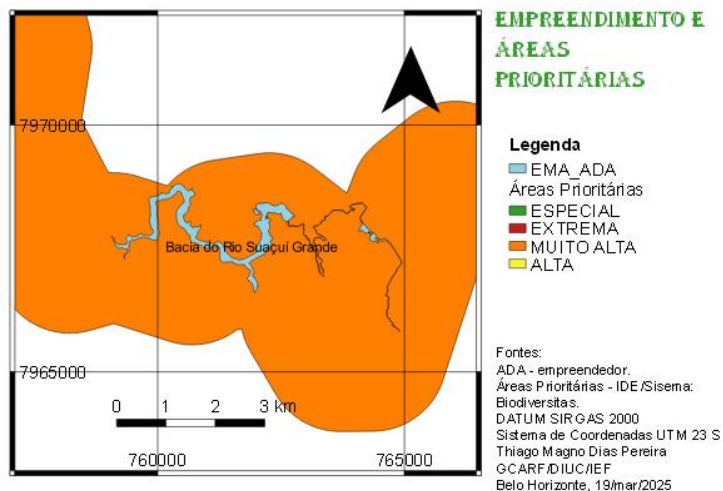 EMPREENDIMENTO E
ÁREAS
PRIORITÁRIAS
7970000
Bacia do Rio Suaçuí Grande
7965000
0 1 2 3 km
760000 765000
Legenda
EMA_ADA
Áreas Prioritárias
ESPECIAL
EXTREMA
MUITO ALTA
ALTA
Fontes:
ADA - empreendedor.
Áreas Prioritárias - IDE/Sisema:
Biodiversitas.
DATUM SIRGAS 2000
Sistema de Coordenadas UTM 23 S
Thiago Magno Dias Pereira
GCARF/DIUC/IEF
Belo Horizonte, 19/mar/2025